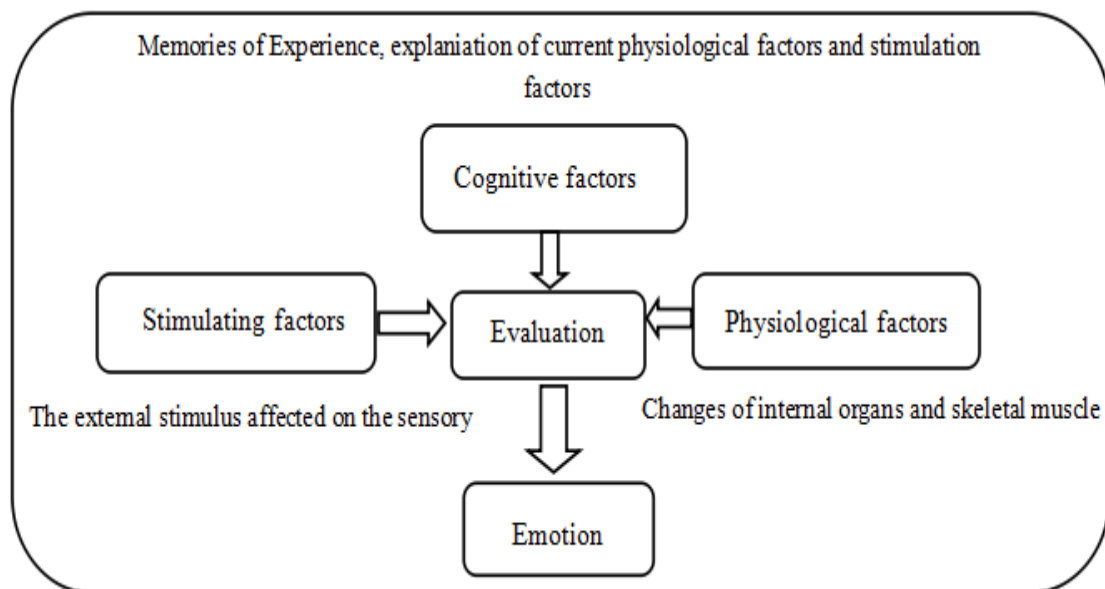 Memories of Experience, explaniation of current physiological factors and stimulation
factors
Cognitive factors
Stimulating factors
Evaluation
Physiological factors
The external stimulus affected on the sensory
Changes of internal organs and skeletal muscle
Emotion